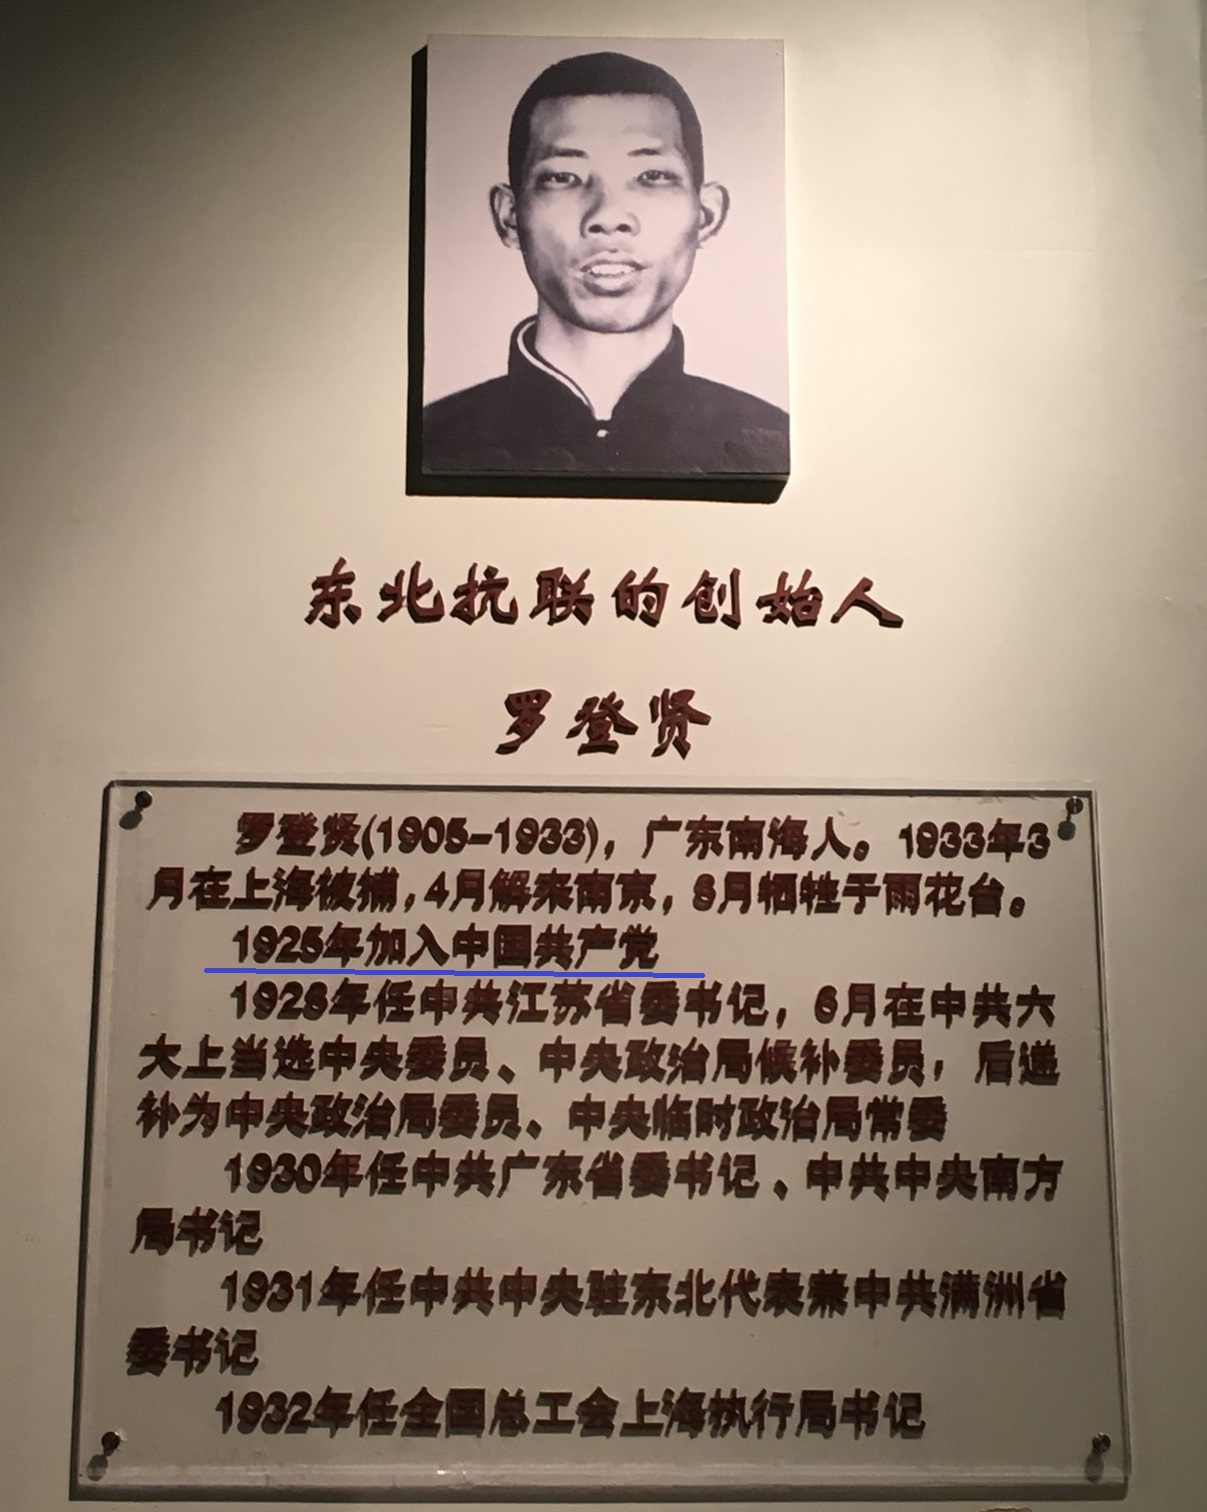 东北抗联的创始人
罗登贤
罗登贤(1905-1933)，广东南海人。1933年3
月在上海被捕，4月解来南京，8月牺牲于雨花台。
1925年加入中国共产党
1928年任中共江苏省委书记，6月在中共六
大上当选中央委员、中央政治局候补委员，后递
补为中央政治局委员、中央临时政治局常委
1930年任中共广东省委书记、中共中央南方
局书记
1931年任中共中央驻东北代表兼中共满洲省
委书记
1932年任全国总工会上海执行局书记